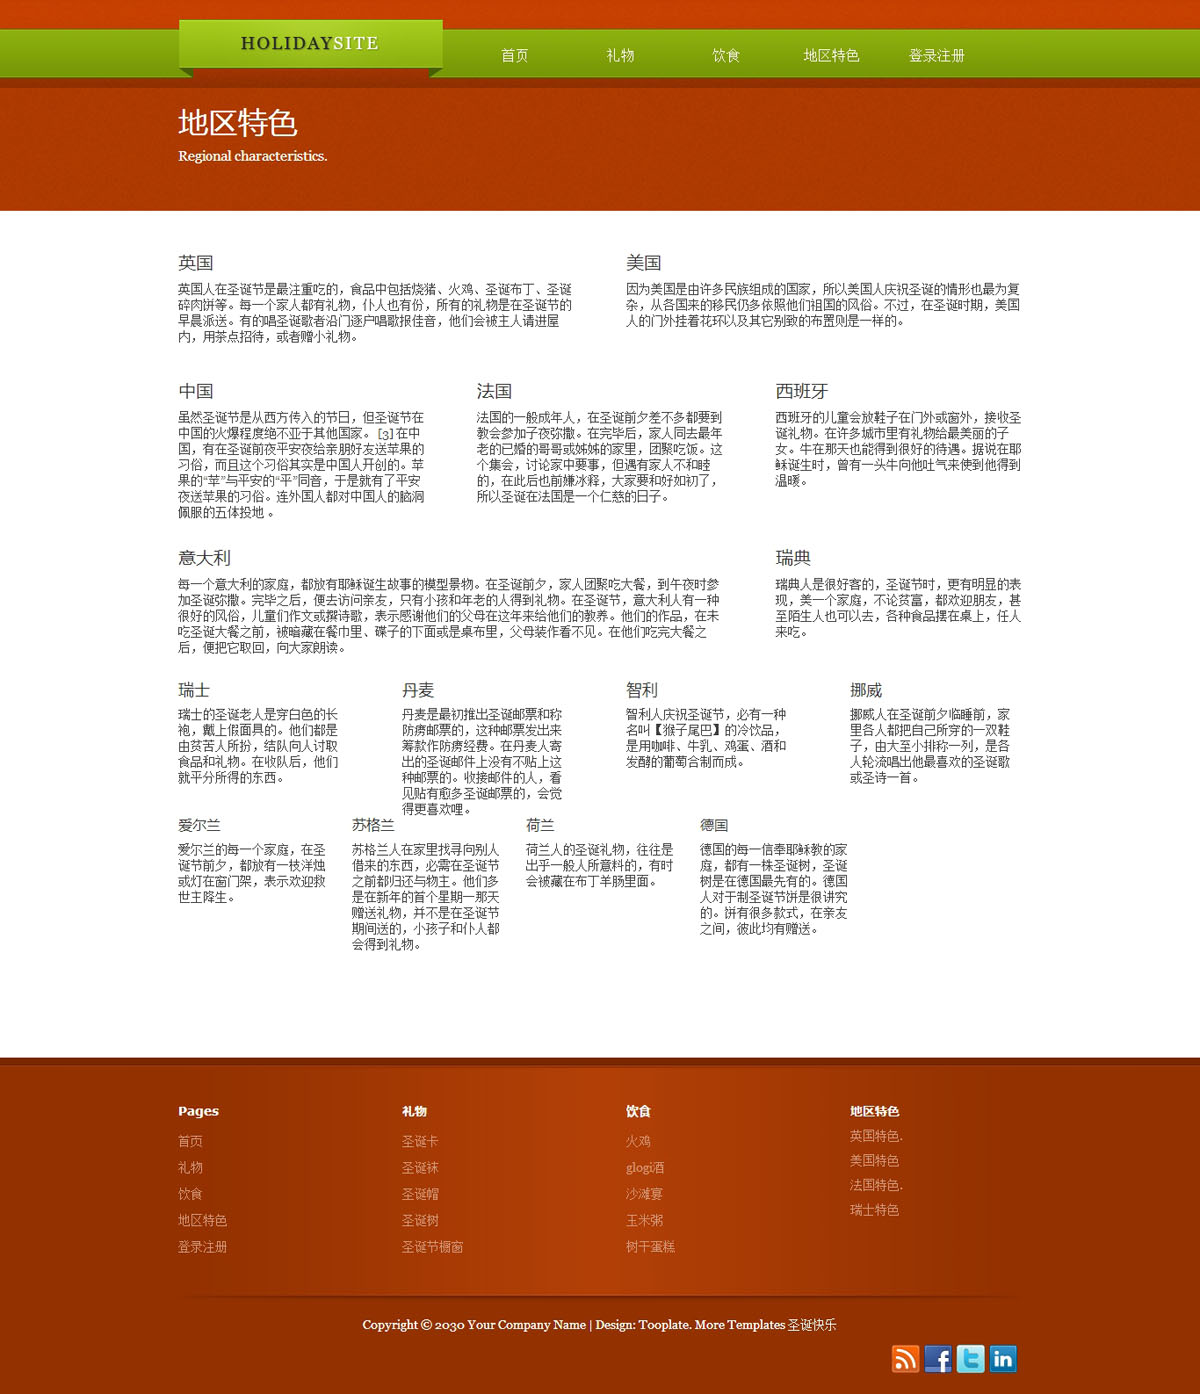 HOLIDAYSITE
首页
礼物
饮食
地区特色
登录注册
地区特色
Regional characteristics.
英国
英国人在圣诞节是最注重吃的，食品中包括烧猪、火鸡、圣诞布丁、圣诞
碎肉饼等。每一个家人都有礼物，仆人也有份，所有的礼物是在圣诞节的
早晨派送。有的唱圣诞歌者沿门逐户唱歌报佳音，他们会被主人请进屋
内，用茶点招待，或者赠小礼物。
美国
因为美国是由许多民族组成的国家，所以美国人庆祝圣诞的情形也最为复
杂，从各国来的移民仍多依照他们祖国的风俗。不过，在圣诞时期，美国
人的门外挂着花环以及其它别致的布置则是一样的。
中国
虽然圣诞节是从西方传入的节日，但圣诞节在
中国的火爆程度绝不亚于其他国家。 [3] 在中
国，有在圣诞前夜平安夜给亲朋好友送苹果的
习俗，而且这个习俗其实是中国人开创的。苹
果的“苹”与平安的“平”同音，于是就有了平安
夜送苹果的习俗。连外国人都对中国人的脑洞
佩服的五体投地 。
法国
法国的一般成年人，在圣诞前夕差不多都要到
教会参加子夜弥撒。在完毕后，家人同去最年
老的已婚的哥哥或姊姊的家里，团聚吃饭。这
个集会，讨论家中要事，但遇有家人不和睦
的，在此后也前嫌冰释，大家要和好如初了，
所以圣诞在法国是一个仁慈的日子。
西班牙
西班牙的儿童会放鞋子在门外或窗外，接收圣
诞礼物。在许多城市里有礼物给最美丽的子
女。牛在那天也能得到很好的待遇。据说在耶
稣诞生时，曾有一头牛向他吐气来使到他得到
温暖。
意大利
每一个意大利的家庭，都放有耶稣诞生故事的模型景物。在圣诞前夕，家人团聚吃大餐，到午夜时参
加圣诞弥撒。完毕之后，便去访问亲友，只有小孩和年老的人得到礼物。在圣诞节，意大利人有一种
很好的风俗，儿童们作文或撰诗歌，表示感谢他们的父母在这年来给他们的教养。他们的作品，在未
吃圣诞大餐之前，被暗藏在餐巾里、碟子的下面或是桌布里，父母装作看不见。在他们吃完大餐之
后，便把它取回，向大家朗读。
瑞典
瑞典人是很好客的，圣诞节时，更有明显的表
现，美一个家庭，不论贫富，都欢迎朋友，甚
至陌生人也可以去，各种食品摆在桌上，任人
来吃。
瑞士
瑞士的圣诞老人是穿白色的长
袍，戴上假面具的。他们都是
由贫苦人所扮，结队向人讨取
食品和礼物。在收队后，他们
就平分所得的东西。
丹麦
丹麦是最初推出圣诞邮票和称
防痨邮票的，这种邮票发出来
筹款作防痨经费。在丹麦人寄
出的圣诞邮件上没有不贴上这
种邮票的。收接邮件的人，看
见贴有愈多圣诞邮票的，会觉
得更喜欢哩。
智利
智利人庆祝圣诞节，必有一种
名叫【猴子尾巴】的冷饮品，
是用咖啡、牛乳、鸡蛋、酒和
发酵的葡萄合制而成。
挪威
挪威人在圣诞前夕临睡前，家
里各人都把自己所穿的一双鞋
子，由大至小排称一列，是各
人轮流唱出他最喜欢的圣诞歌
或圣诗一首。
爱尔兰
爱尔兰的每一个家庭，在圣
诞节前夕，都放有一枝洋烛
或灯在窗门架，表示欢迎救
世主降生。
苏格兰
苏格兰人在家里找寻向别人
借来的东西，必需在圣诞节
之前都归还与物主。他们多
是在新年的首个星期一那天
赠送礼物，并不是在圣诞节
期间送的，小孩子和仆人都
会得到礼物。
荷兰
荷兰人的圣诞礼物，往往是
出乎一般人所意料的，有时
会被藏在布丁羊肠里面。
德国
德国的每一信奉耶稣教的家
庭，都有一株圣诞树，圣诞
树是在德国最先有的。德国
人对于制圣诞节饼是很讲究
的。饼有很多款式，在亲友
之间，彼此均有赠送。
Pages
首页
礼物
饮食
地区特色
登录注册
礼物
圣诞卡
圣诞袜
圣诞帽
圣诞树
圣诞节橱窗
饮食
火鸡
glogi酒
沙滩宴
玉米粥
树干蛋糕
地区特色
英国特色.
美国特色
法国特色.
瑞士特色
Copyright © 2030 Your Company Name | Design: Tooplate. More Templates 圣诞快乐